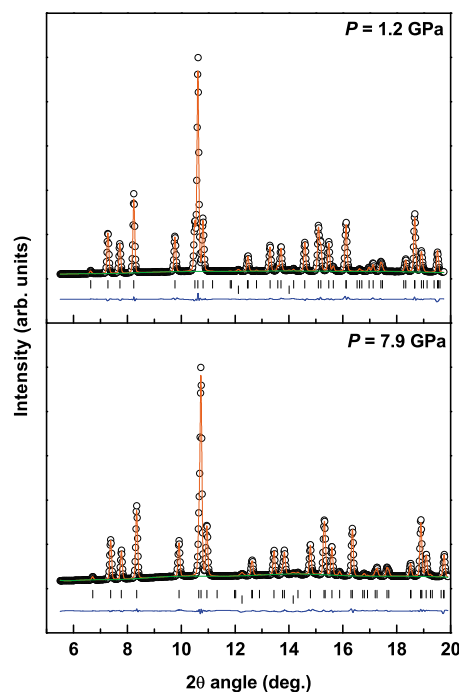 P = 1.2 GPa
P = 7.9 GPa
Intensity (arb. units)
6 8 10 12 14 16 18 20
2θ angle (deg.)